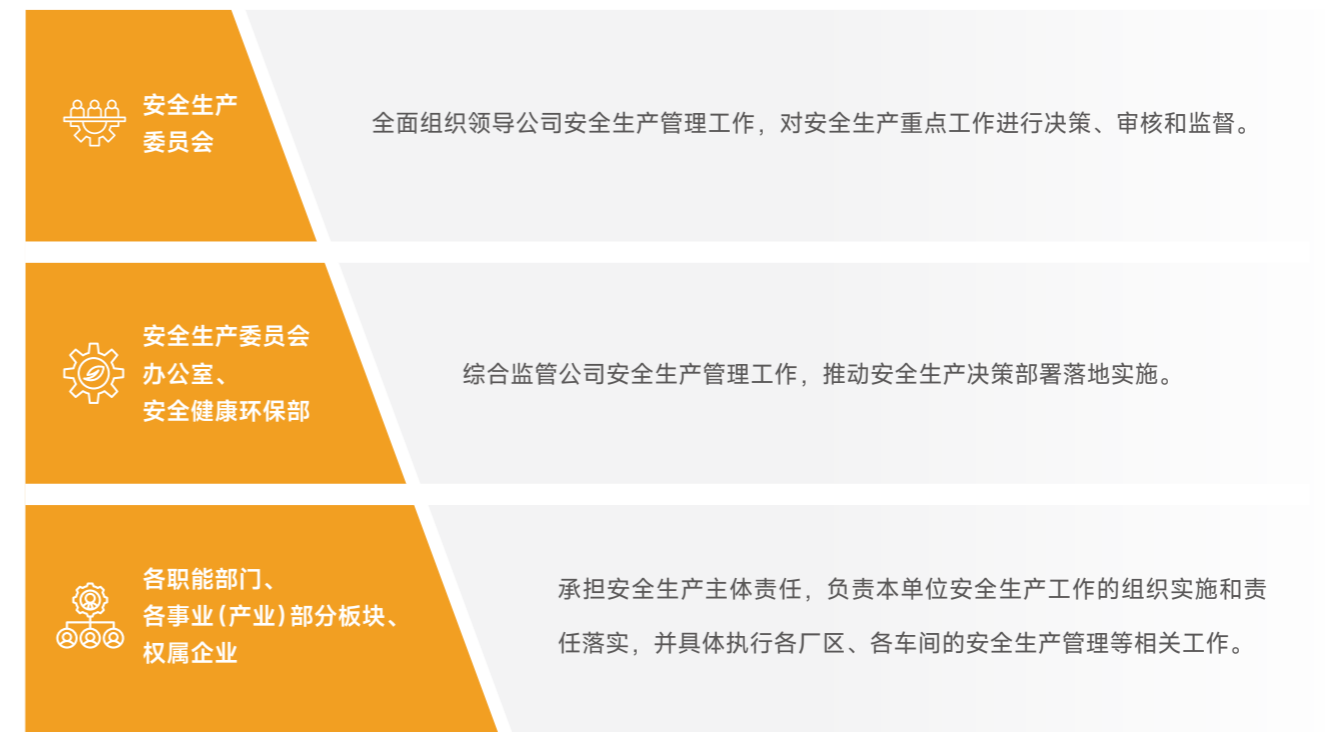 安全生产
委员会
全面组织领导公司安全生产管理工作，对安全生产重点工作进行决策、审核和监督。
安全生产委员会
办公室、
安全健康环保部
综合监管公司安全生产管理工作，推动安全生产决策部署落地实施。
各职能部门、
各事业(产业)部分板块、
权属企业
承担安全生产主体责任，负责本单位安全生产工作的组织实施和责
任落实，并具体执行各厂区、各车间的安全生产管理等相关工作。